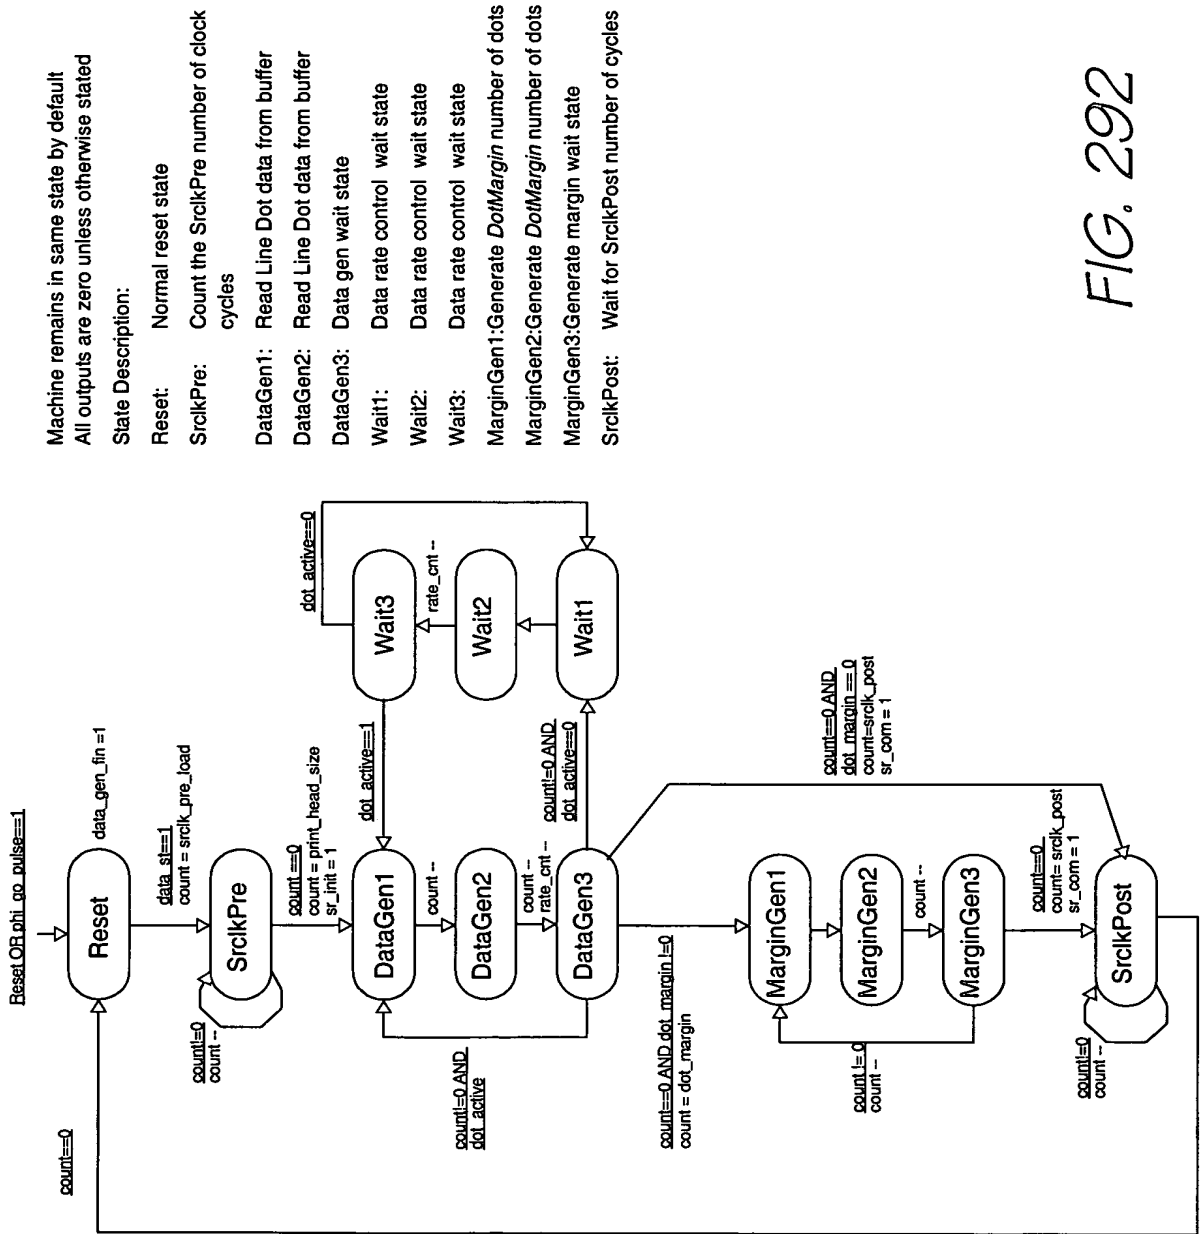 Reset OR phi_go_pulse==1
count==0
Reset
data_gen_fin =1
data_st==1
count = srclk_pre_load
count!=0
count --
SrclkPre
count ==0
count = print_head_size
sr_init = 1
DataGen1
count --
DataGen2
count --
rate_cnt --
DataGen3
count!=0 AND
dot_active
dot_active==1
count!=0 AND
dot_active==0
Wait3
dot_active==0
rate_cnt --
Wait2
Wait1
count==0 AND dot_margin !=0
count = dot_margin
count==0 AND
dot_margin == 0
count=srclk_post
sr_com = 1
MarginGen1
MarginGen2
count --
MarginGen3
count != 0
count --
count==0
count= srclk_post
sr_com = 1
SrclkPost
count!=0
count --
Machine remains in same state by default
All outputs are zero unless otherwise stated
State Description:
Reset: Normal reset state
SrclkPre: Count the SrclkPre number of clock
cycles
DataGen1: Read Line Dot data from buffer
DataGen2: Read Line Dot data from buffer
DataGen3: Data gen wait state
Wait1: Data rate control wait state
Wait2: Data rate control wait state
Wait3: Data rate control wait state
MarginGen1:Generate DotMargin number of dots
MarginGen2:Generate DotMargin number of dots
MarginGen3:Generate margin wait state
SrclkPost: Wait for SrclkPost number of cycles
FIG. 292